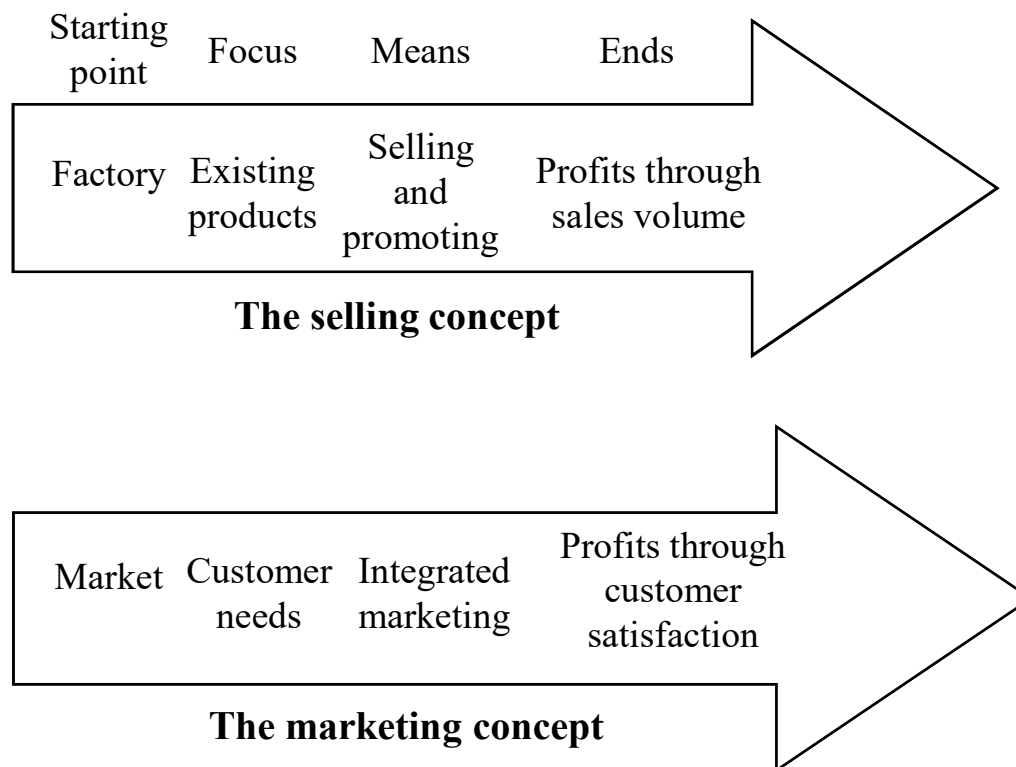 Starting
point
Focus
Means
Ends
Factory
Existing
products
Selling
and
promoting
Profits through
sales volume
The selling concept
Market
Customer
needs
Integrated
marketing
Profits through
customer
satisfaction
The marketing concept